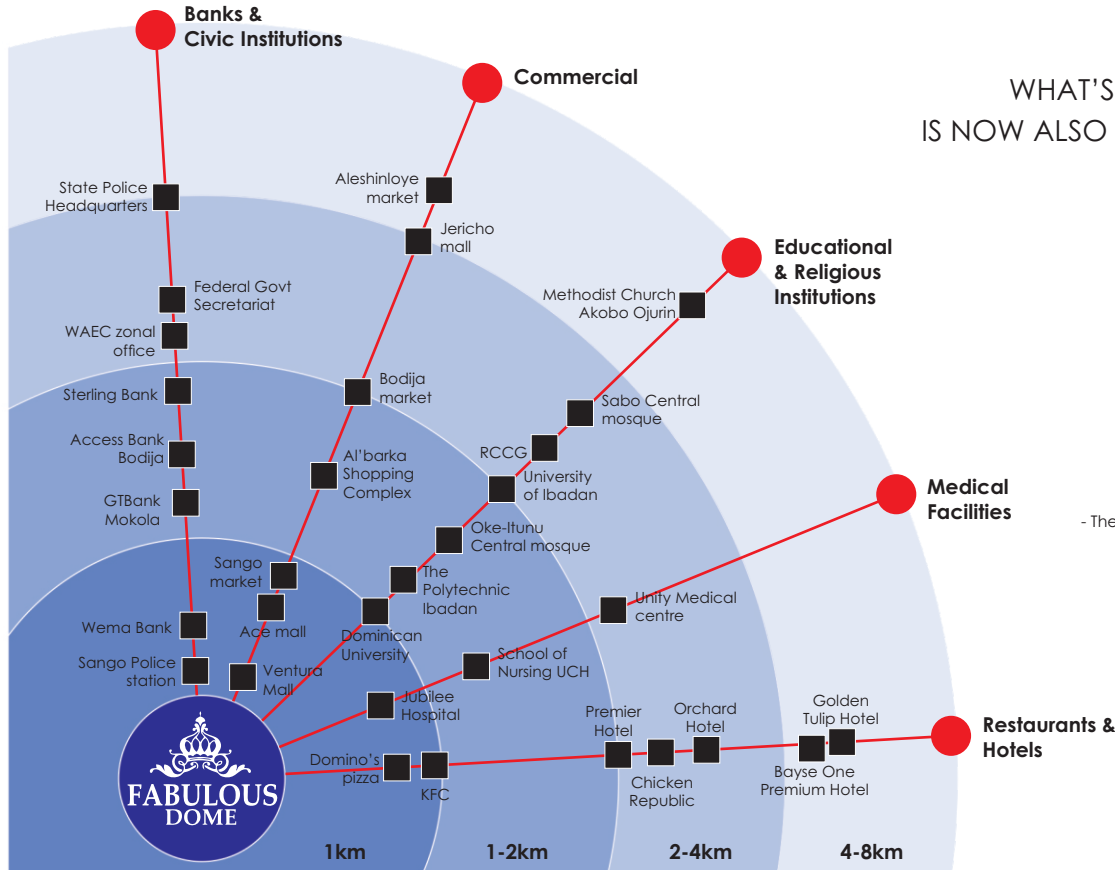 Banks &
Civic Institutions
Commercial
WHAT'S
IS NOW ALSO
Aleshinloye
market
State Police
Headquarters
Jericho
mall
Educational
& Religious
Institutions
Federal Govt
Secretariat
Methodist Church
Akobo Ojurin
WAEC zonal
office
Sterling Bank
Bodija
market
Sabo Central
mosque
Access Bank
Bodija
Al'barka
Shopping
Complex
RCCG
University
of Ibadan
Medical
Facilities
GTBank
Mokola
Oke-Itunu
Central mosque
- The
Sango
market
The
Polytechnic
Ibadan
Wema Bank
Ace mall
Dominican
University
Unity Medical
centre
Sango Police
station
Ventura
Mall
School of
Nursing UCH
Jubilee
Hospital
Premier
Hotel
Orchard
Hotel
Golden
Tulip Hotel
Restaurants &
Hotels
Domino's
pizza
KFC
Chicken
Republic
Bayse One
Premium Hotel
FABULOUS
DOME
1km
1-2km
2-4km
4-8km